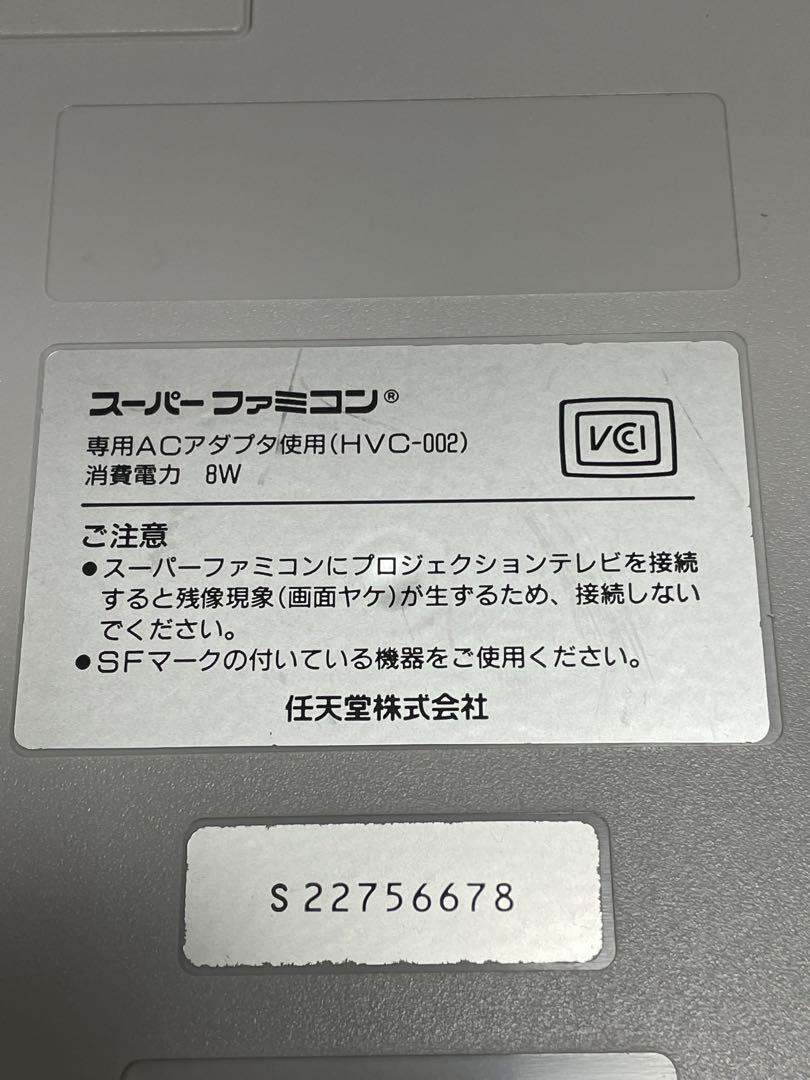 スーパーファミコン®
専用ACアダプタ使用(HVC-002)
消費電力 8W
VCCI
ご注意
●スーパーファミコンにプロジェクションテレビを接続
すると残像現象(画面ヤケ)が生ずるため、接続しない
でください。
●SFマークの付いている機器をご使用ください。
任天堂株式会社
S22756678